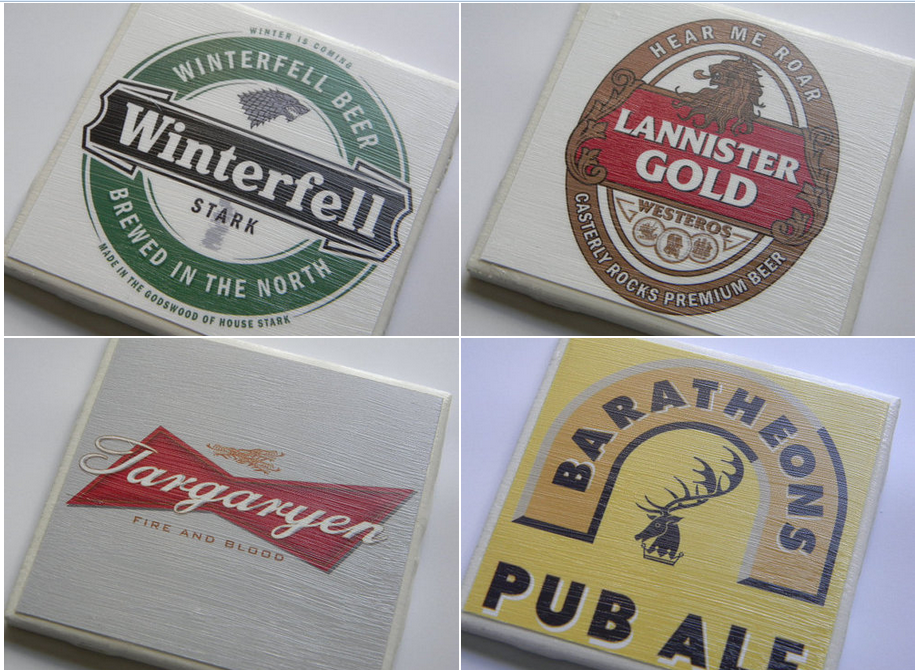 WINTER IS COMING
WINTERFELL BEER
Winterfell
STARK
BREWED IN THE NORTH
MADE IN THE GODSWOOD OF HOUSE STARK
HEAR ME ROAR
LANNISTER
GOLD
WESTEROS
CASTERLY ROCKS PREMIUM BEER
Targaryen
FIRE AND BLOOD
BARATHEONS
PUB ALE